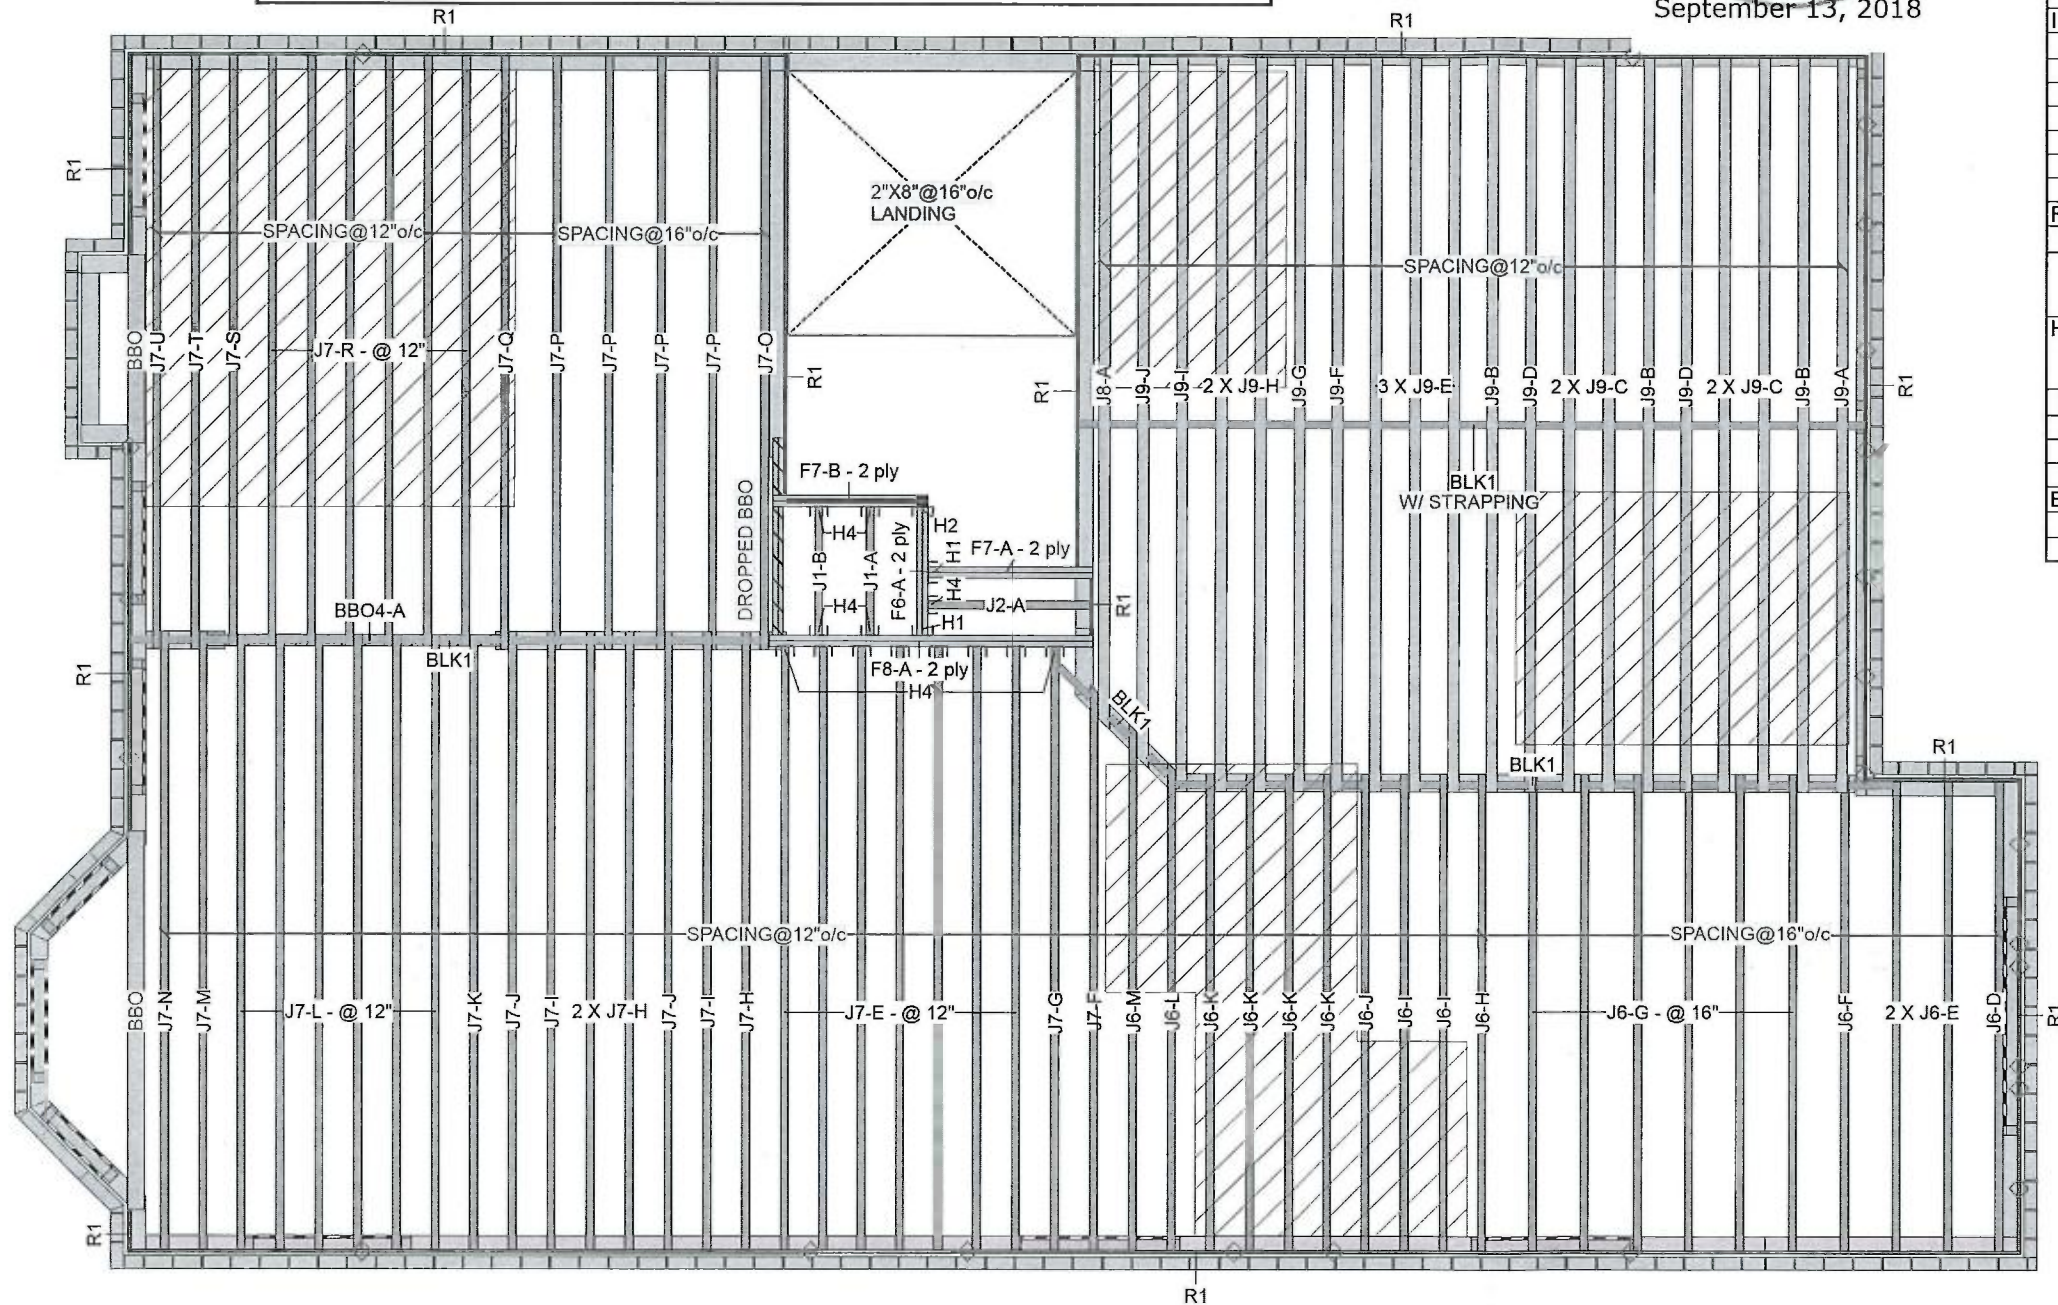 September 13, 2018
R1
R1
R1
2"X8"@16"o/c
LANDING
SPACING@12"o/c
SPACING@16"o/c
SPACING@12"o/c
BBO
J7-U
J7-T
J7-S
J7-R - @ 12"
J7-Q
J7-P
J7-P
J7-P
J7-P
J7-O
R1
R1
J8-A
J9-J
J9-I
2 X J9-H
J9-G
J9-F
3 X J9-E
J9-B
J9-D
2 X J9-C
J9-B
J9-D
2 X J9-C
J9-B
J9-A
R1
F7-B - 2 ply
BLK1
W/ STRAPPING
DROPPED BBO
H4
H2
J1-B
J1-A
F6-A - 2 ply
H1
F7-A - 2 ply
H4
H4
J2-A
R1
H1
BBO4-A
BLK1
R1
F8-A - 2 ply
H4
BLK1
BLK1
R1
SPACING@12"o/c
SPACING@16"o/c
BBO
J7-N
J7-M
J7-L - @ 12"
J7-K
J7-J
J7-I
2 X J7-H
J7-J
J7-I
J7-H
J7-E - @ 12"
J7-G
J7-F
J6-M
J6-L
J6-K
J6-K
J6-K
J6-K
J6-J
J6-I
J6-I
J6-H
J6-G - @ 16"
J6-F
2 X J6-E
J6-D
R1
R1
R1